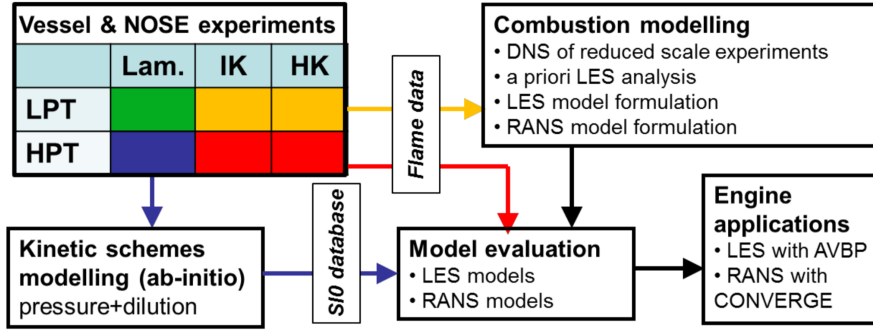 Vessel & NOSE experiments
Lam. IK HK
LPT
HPT
Flame data
Combustion modelling
• DNS of reduced scale experiments
• a priori LES analysis
• LES model formulation
• RANS model formulation
Kinetic schemes
modelling (ab-initio)
pressure+dilution
Sl0 database
Model evaluation
• LES models
• RANS models
Engine
applications
• LES with AVBP
• RANS with
CONVERGE